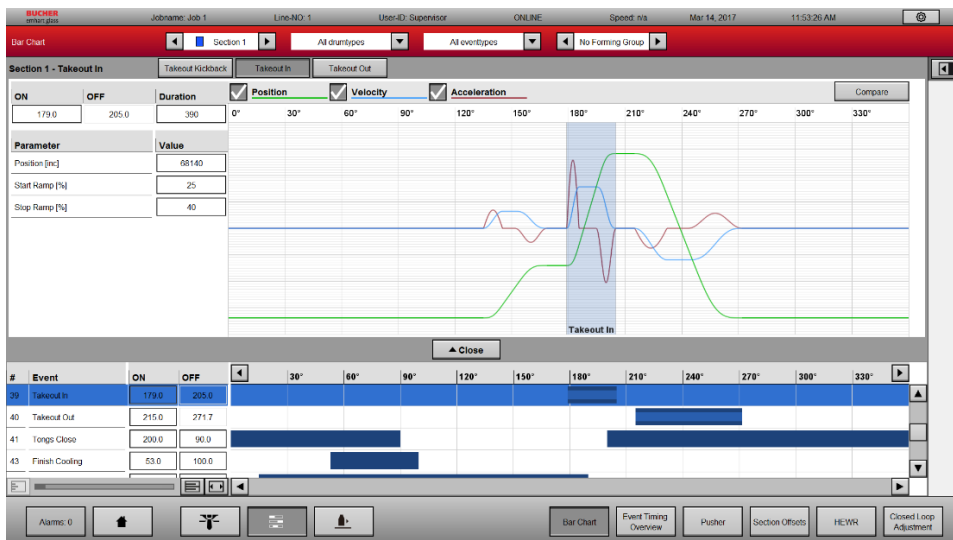 BUCHER
emhart glass
Jobname: Job 1 Line-NO: 1 User-ID: Supervisor ONLINE Speed: n/a Mar 14, 2017 11:53:26 AM
Bar Chart Section 1 All drumtypes All eventtypes No Forming Group
Section 1 - Takeout In Takeout Kickback Takeout In Takeout Out
ON OFF Duration Position Velocity Acceleration Compare
179.0 205.0 390 0° 30° 60° 90° 120° 150° 180° 210° 240° 270° 300° 330°
Parameter Value
Position [inc] 68140
Start Ramp [%] 25
Stop Ramp [%] 40
Takeout In
Close
# Event ON OFF 30° 60° 90° 120° 150° 180° 210° 240° 270° 300° 330°
39 Takeout In 179.0 205.0
40 Takeout Out 215.0 271.7
41 Tongs Close 200.0 90.0
43 Finish Cooling 53.0 100.0
Alarms: 0 Bar Chart Event Timing Overview Pusher Section Offsets HEWR Closed Loop Adjustment